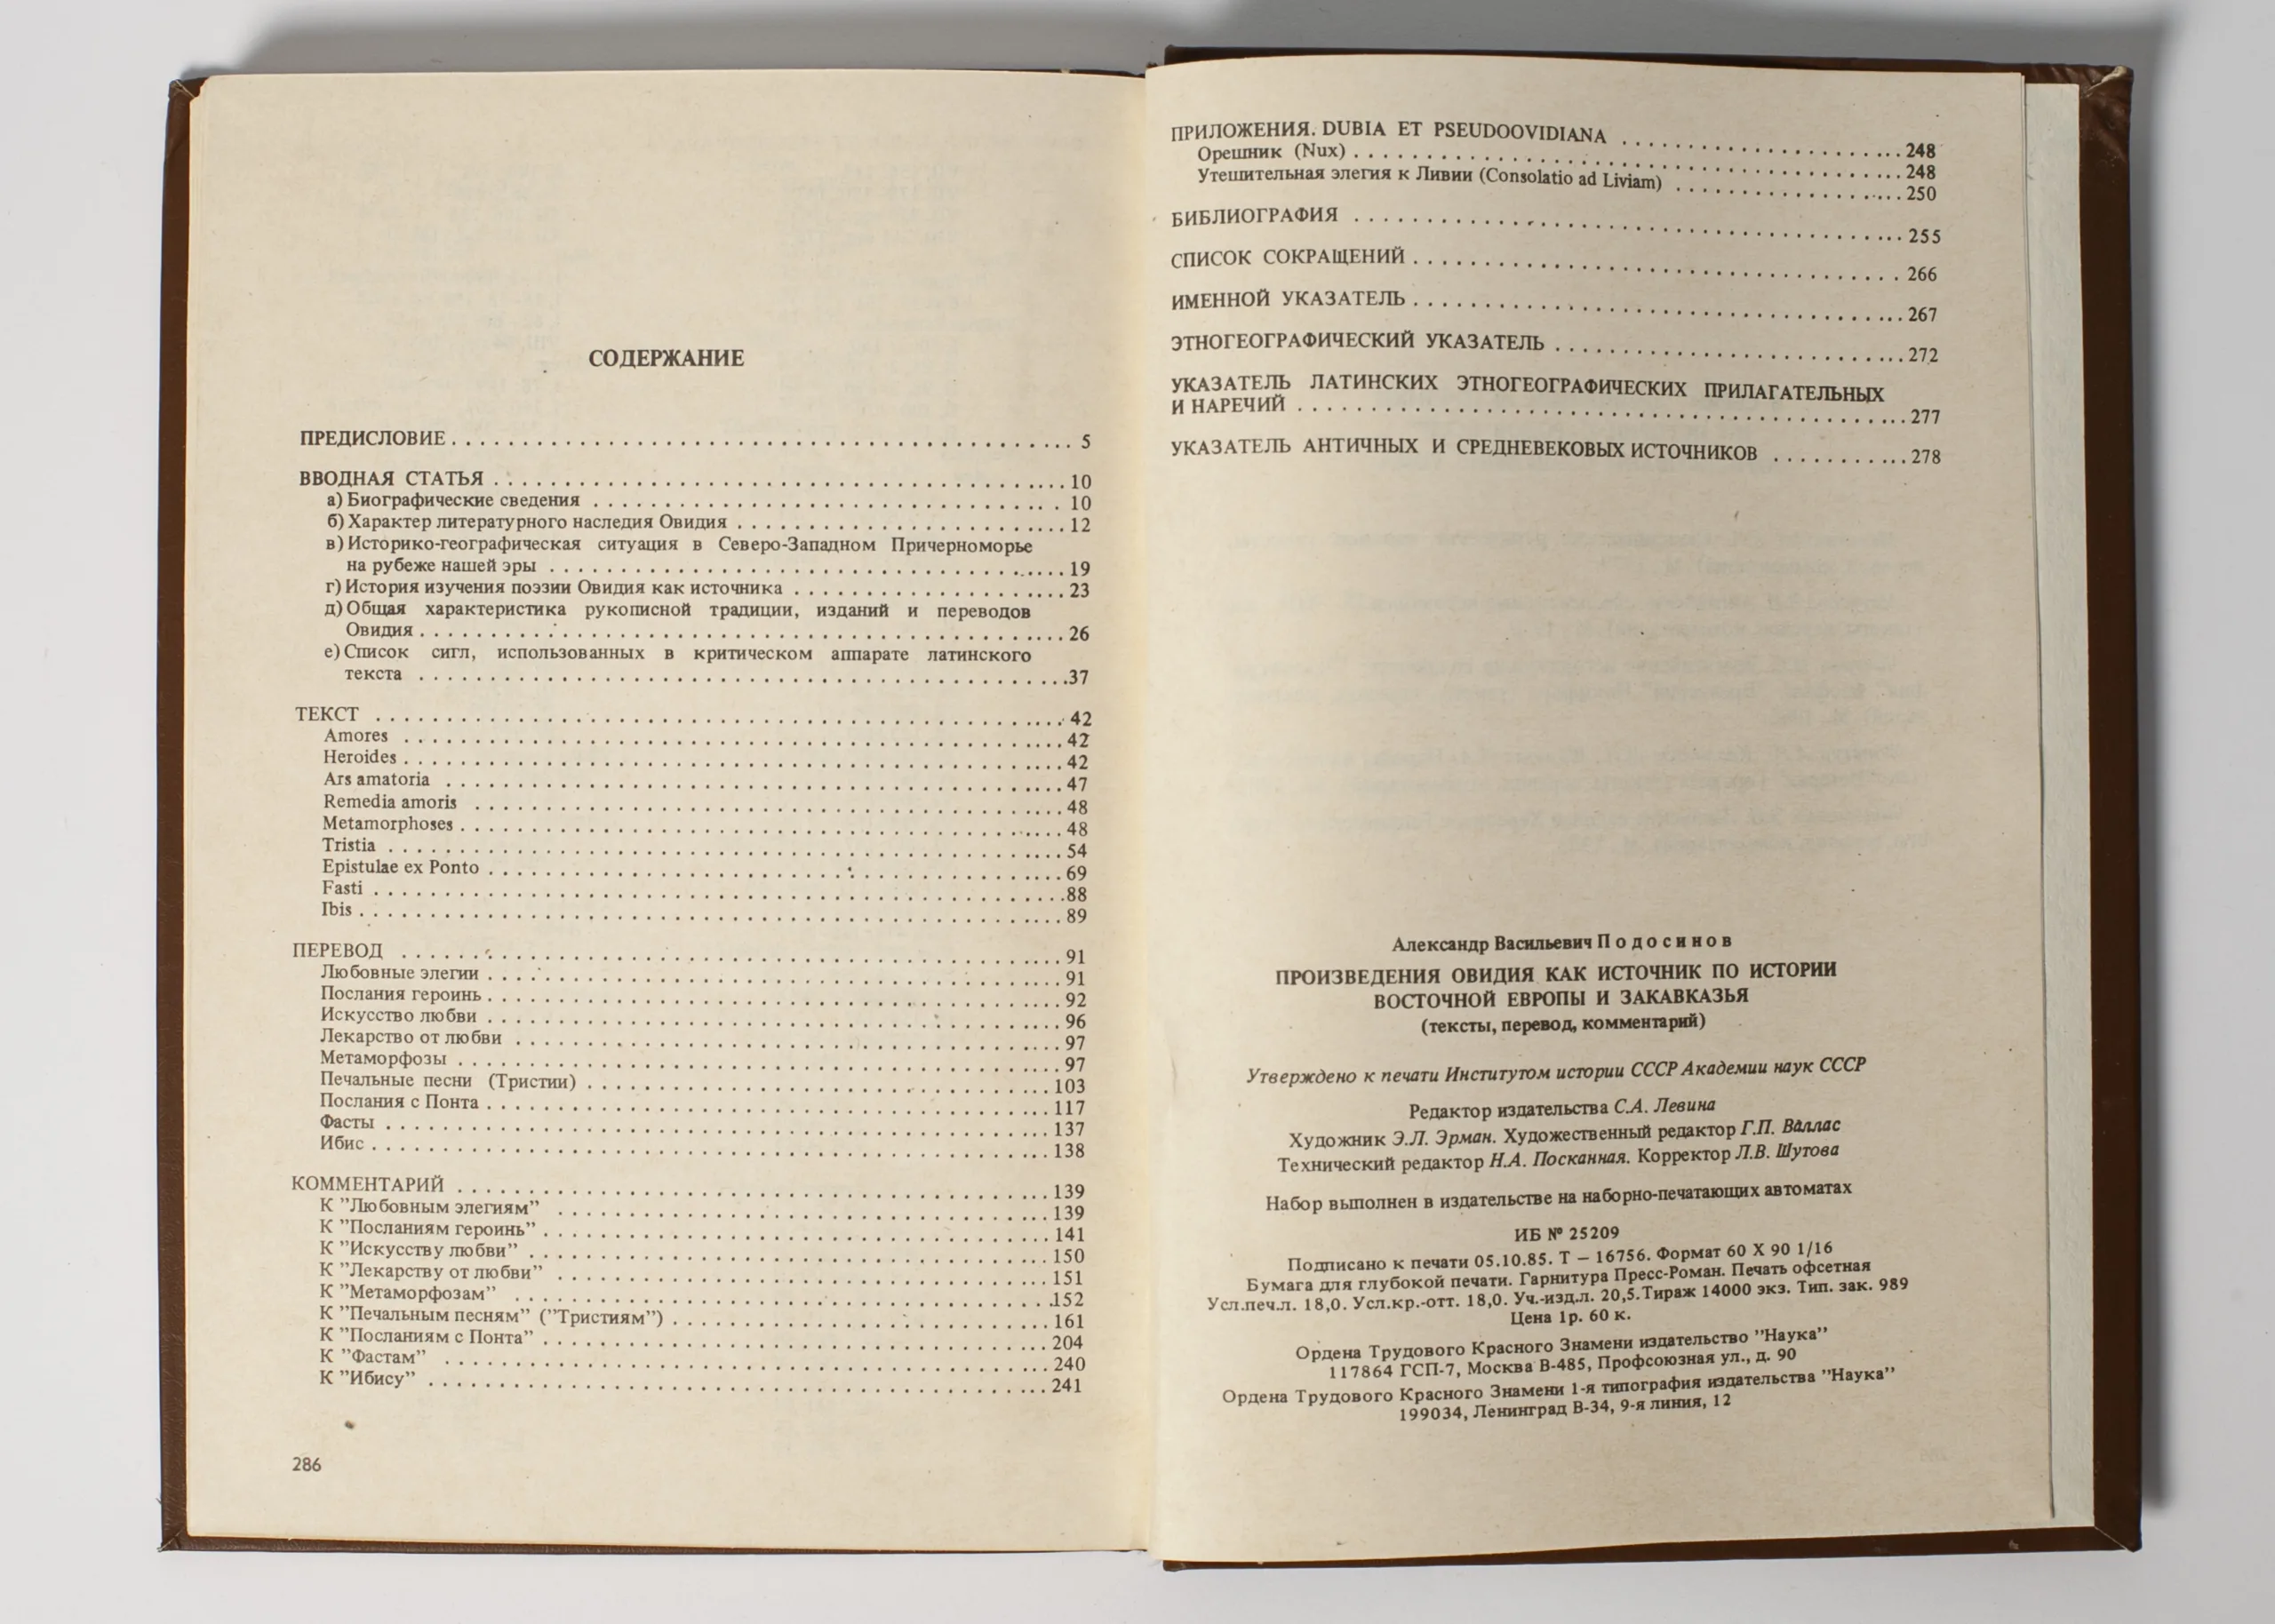 СОДЕРЖАНИЕ
ПРЕДИСЛОВИЕ . . . . . . . . . . 5
ВВОДНАЯ СТАТЬЯ . . . . . . . . . . 10
а) Биографические сведения . . . . . . . . . . 10
б) Характер литературного наследия Овидия . . . . . . . . . . 12
в) Историко-географическая ситуация в Северо-Западном Причерноморье
на рубеже нашей эры . . . . . . . . . . 19
г) История изучения поэзии Овидия как источника . . . . . . . . . . 23
д) Общая характеристика рукописной традиции, изданий и переводов
Овидия . . . . . . . . . . 26
е) Список сигл, использованных в критическом аппарате латинского
текста . . . . . . . . . . 37
ТЕКСТ . . . . . . . . . . 42
Amores . . . . . . . . . . 42
Heroides . . . . . . . . . . 42
Ars amatoria . . . . . . . . . . 47
Remedia amoris . . . . . . . . . . 48
Metamorphoses . . . . . . . . . . 48
Tristia . . . . . . . . . . 54
Epistulae ex Ponto . . . . . . . . . . 69
Fasti . . . . . . . . . . 88
Ibis . . . . . . . . . . 89
ПЕРЕВОД . . . . . . . . . . 91
Любовные элегии . . . . . . . . . . 91
Послания героинь . . . . . . . . . . 92
Искусство любви . . . . . . . . . . 96
Лекарство от любви . . . . . . . . . . 97
Метаморфозы . . . . . . . . . . 97
Печальные песни (Тристии) . . . . . . . . . . 103
Послания с Понта . . . . . . . . . . 117
Фасты . . . . . . . . . . 137
Ибис . . . . . . . . . . 138
КОММЕНТАРИЙ . . . . . . . . . . 139
К "Любовным элегиям" . . . . . . . . . . 139
К "Посланиям героинь" . . . . . . . . . . 141
К "Искусству любви" . . . . . . . . . . 150
К "Лекарству от любви" . . . . . . . . . . 151
К "Метаморфозам" . . . . . . . . . . 152
К "Печальным песням" ("Тристиям") . . . . . . . . . . 161
К "Посланиям с Понта" . . . . . . . . . . 204
К "Фастам" . . . . . . . . . . 240
К "Ибису" . . . . . . . . . . 241
286
ПРИЛОЖЕНИЯ. DUBIA ET PSEUDOOVIDIANA . . . . . . . . . . 248
Орешник (Nux) . . . . . . . . . . 248
Утешительная элегия к Ливии (Consolatio ad Liviam) . . . . . . . . . . 250
БИБЛИОГРАФИЯ . . . . . . . . . . 255
СПИСОК СОКРАЩЕНИЙ . . . . . . . . . . 266
ИМЕННОЙ УКАЗАТЕЛЬ . . . . . . . . . . 267
ЭТНОГЕОГРАФИЧЕСКИЙ УКАЗАТЕЛЬ . . . . . . . . . . 272
УКАЗАТЕЛЬ ЛАТИНСКИХ ЭТНОГЕОГРАФИЧЕСКИХ ПРИЛАГАТЕЛЬНЫХ
И НАРЕЧИЙ . . . . . . . . . . 277
УКАЗАТЕЛЬ АНТИЧНЫХ И СРЕДНЕВЕКОВЫХ ИСТОЧНИКОВ . . . . . . . . . . 278
Александр Васильевич Подосинов
ПРОИЗВЕДЕНИЯ ОВИДИЯ КАК ИСТОЧНИК ПО ИСТОРИИ
ВОСТОЧНОЙ ЕВРОПЫ И ЗАКАВКАЗЬЯ
(тексты, перевод, комментарий)
Утверждено к печати Институтом истории СССР Академии наук СССР
Редактор издательства С.А. Левина
Художник Э.Л. Эрман. Художественный редактор Г.П. Валлас
Технический редактор Н.А. Посканная. Корректор Л.В. Шутова
Набор выполнен в издательстве на наборно-печатающих автоматах
ИБ № 25209
Подписано к печати 05.10.85. Т – 16756. Формат 60 Х 90 1/16
Бумага для глубокой печати. Гарнитура Пресс-Роман. Печать офсетная
Усл.печ.л. 18,0. Усл.кр.-отт. 18,0. Уч.-изд.л. 20,5. Тираж 14000 экз. Тип. зак. 989
Цена 1р. 60 к.
Ордена Трудового Красного Знамени издательство "Наука"
117864 ГСП-7, Москва В-485, Профсоюзная ул., д. 90
Ордена Трудового Красного Знамени 1-я типография издательства "Наука"
199034, Ленинград В-34, 9-я линия, 12